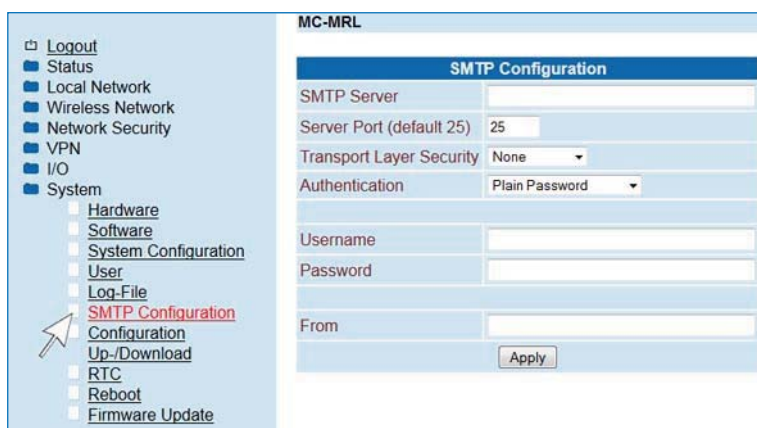 MC-MRL
Logout
Status
Local Network
Wireless Network
Network Security
VPN
I/O
System
Hardware
Software
System Configuration
User
Log-File
SMTP Configuration
Configuration
Up-/Download
RTC
Reboot
Firmware Update
SMTP Configuration
SMTP Server
Server Port (default 25) 25
Transport Layer Security None
Authentication Plain Password
Username
Password
From
Apply